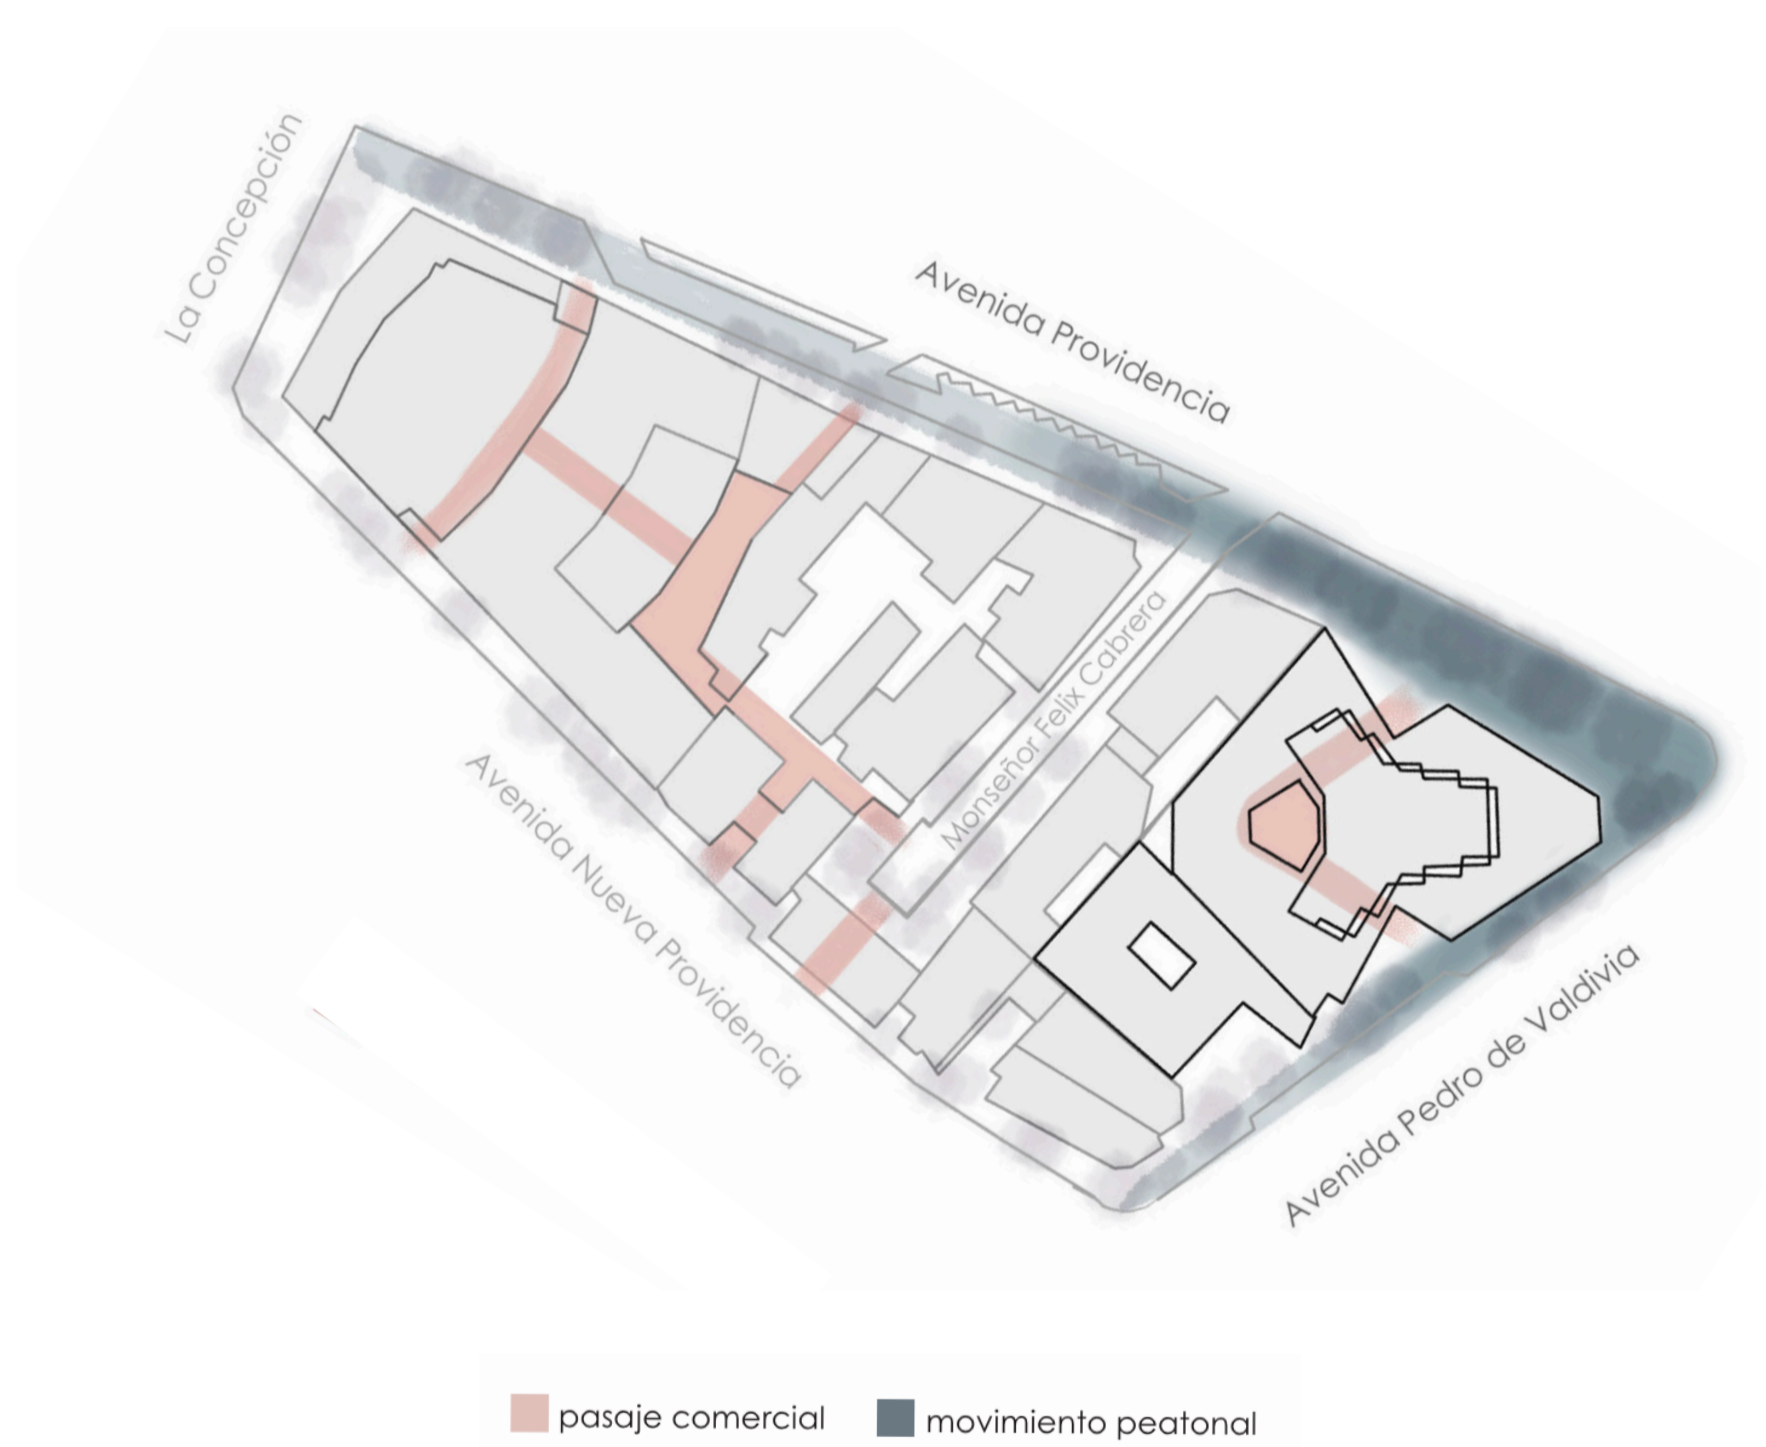 La Concepción
Avenida Providencia
Monseñor Felix Cabrera
Avenida Nueva Providencia
Avenida Pedro de Valdivia
pasaje comercial
movimiento peatonal